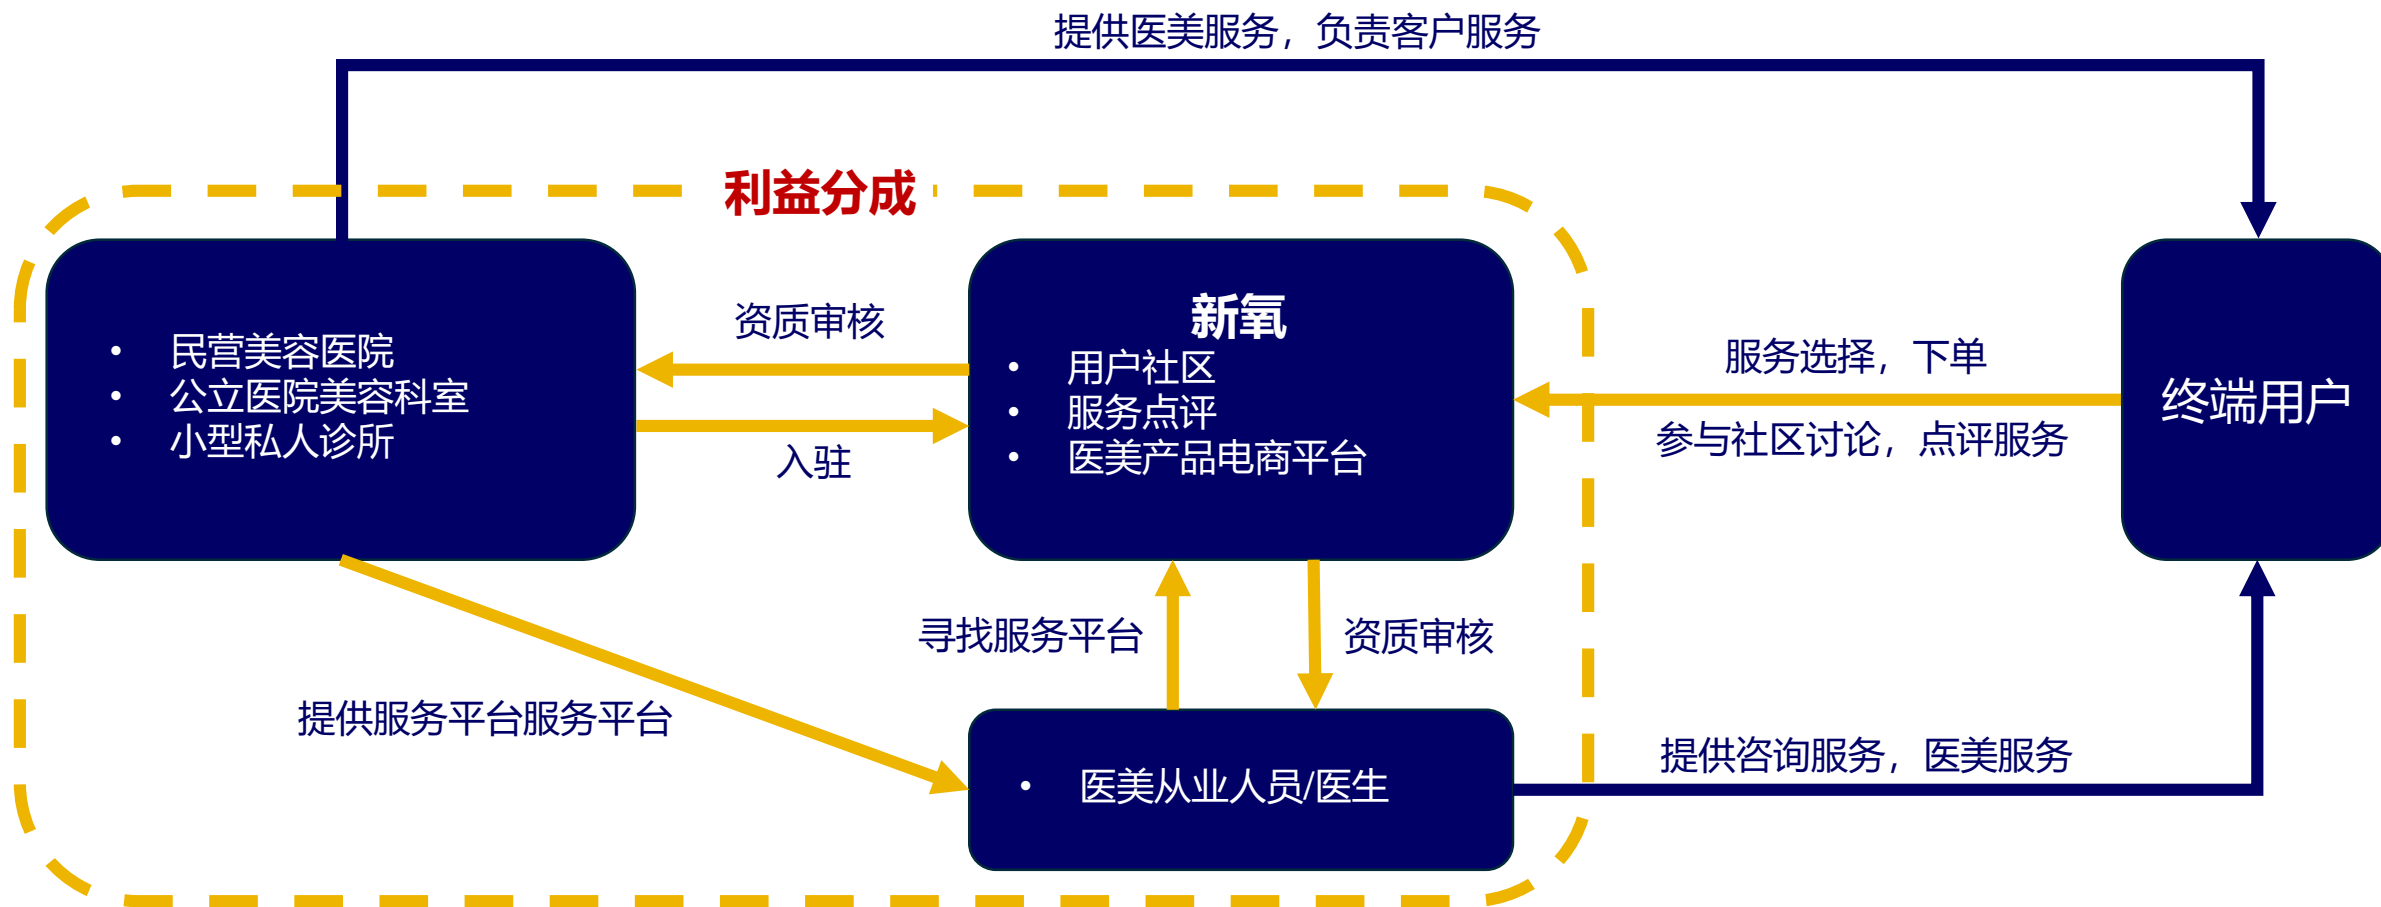 提供医美服务，负责客户服务
利益分成
• 民营美容医院
• 公立医院美容科室
• 小型私人诊所
资质审核
入驻
新氧
• 用户社区
• 服务点评
• 医美产品电商平台
服务选择，下单
参与社区讨论，点评服务
终端用户
寻找服务平台
资质审核
提供服务平台服务平台
• 医美从业人员/医生
提供咨询服务，医美服务